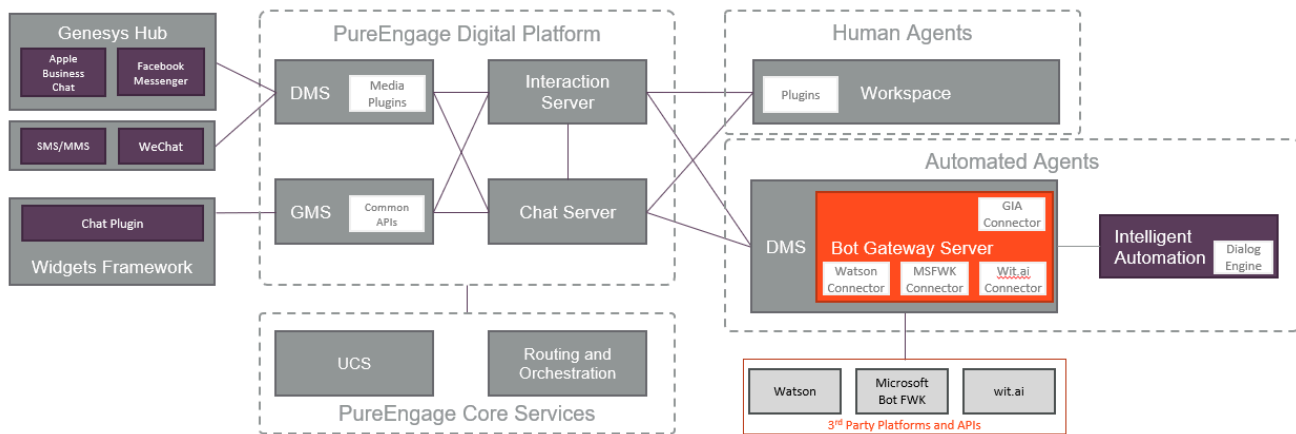 Genesys Hub
Apple
Business
Chat
Facebook
Messenger
SMS/MMS
WeChat
Chat Plugin
Widgets Framework
PureEngage Digital Platform
DMS
Media
Plugins
Interaction
Server
GMS
Common
APIs
Chat Server
UCS
Routing and
Orchestration
PureEngage Core Services
Human Agents
Plugins
Workspace
Automated Agents
DMS
GIA
Connector
Bot Gateway Server
Watson
Connector
MSFWK
Connector
Wit.ai
Connector
Intelligent
Automation
Dialog
Engine
Watson
Microsoft
Bot FWK
wit.ai
3rd Party Platforms and APIs